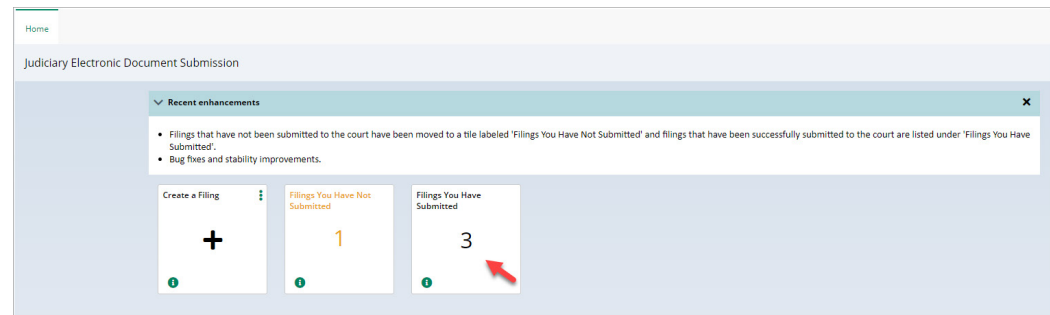 Home
Judiciary Electronic Document Submission
Recent enhancements
Filings that have not been submitted to the court have been moved to a tile labeled 'Filings You Have Not Submitted' and filings that have been successfully submitted to the court are listed under 'Filings You Have
Submitted'.
Bug fixes and stability improvements.
Create a Filing
Filings You Have Not
Submitted
1
Filings You Have
Submitted
3